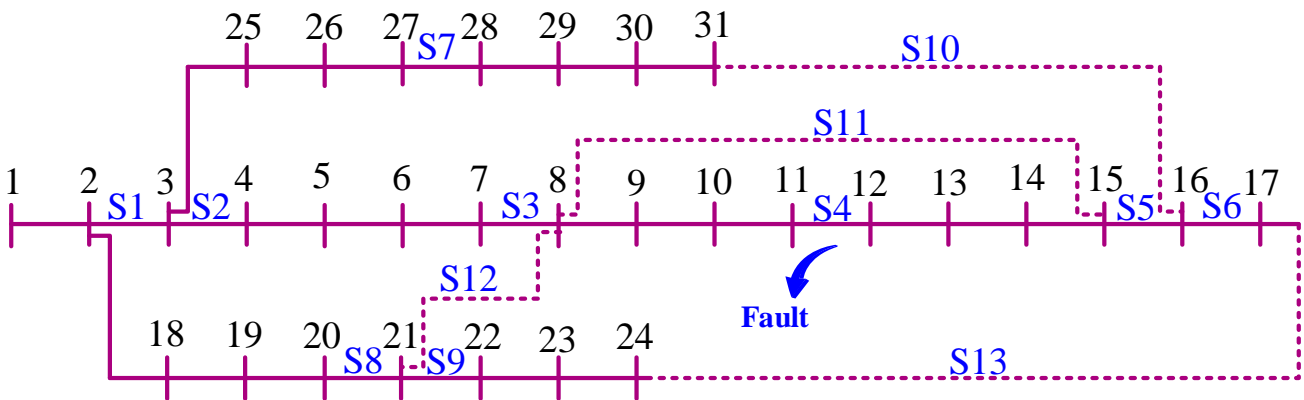 25 26 27 28 29 30 31
S7 S10
S11
1 2 3 4 5 6 7 8 9 10 11 12 13 14 15 16 17
S1 S2 S3 S4 S5 S6
S12
Fault
18 19 20 21 22 23 24
S8 S9 S13